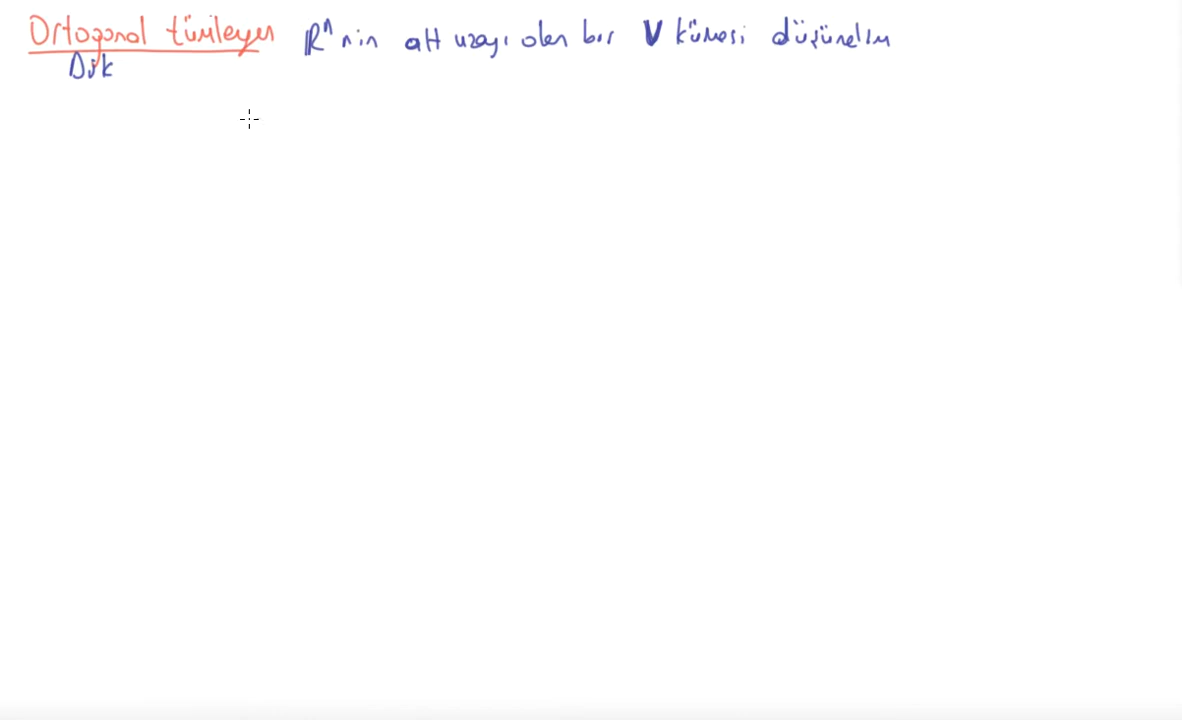 Ortogonal tümleyen ℝⁿ nin alt uzayı olan bir V kümesi düşünelim
Dik